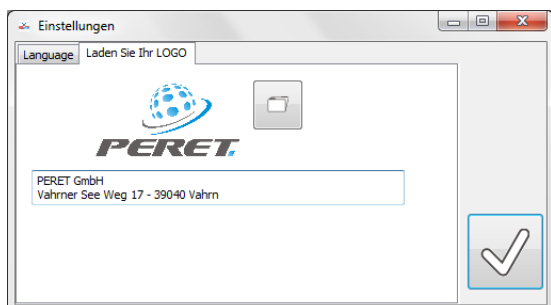 Einstellungen
Language Laden Sie Ihr LOGO
PERET.
PERET GmbH
Vahrner See Weg 17 - 39040 Vahrn